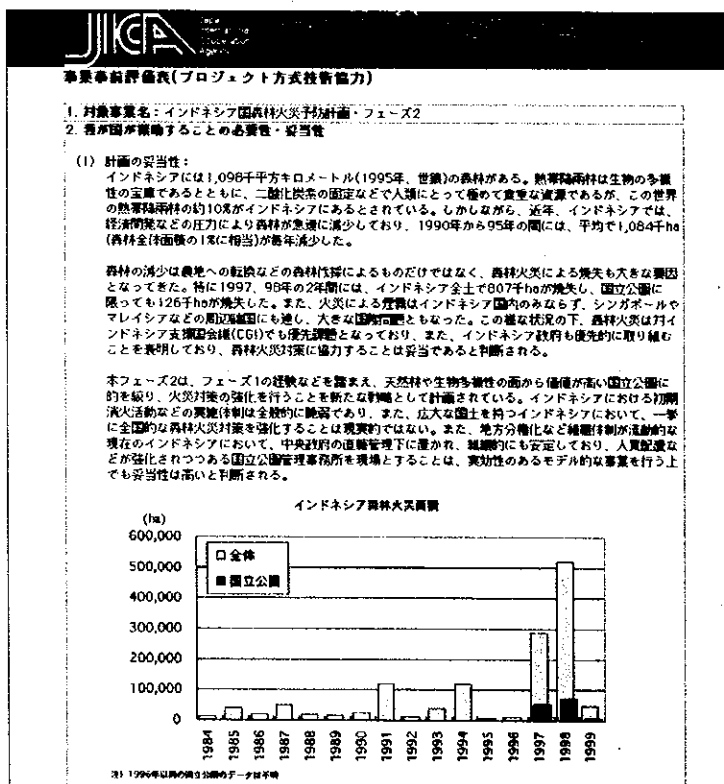 JICA
Japan
International
Cooperation
Agency
事業事前評価表(プロジェクト方式技術協力)
1. 対象事業名：インドネシア国森林火災予防計画・フェーズ2
2. 我が国が援助することの必要性・妥当性
(1) 計画の妥当性：
インドネシアには1,098千平方キロメートル(1995年、世銀)の森林がある。熱帯降雨林は生物の多様
性の宝庫であるとともに、二酸化炭素の固定などで人類にとって極めて貴重な資源であるが、この世界
の熱帯降雨林の約10%がインドネシアにあるとされている。しかしながら、近年、インドネシアでは、
経済開発などの圧力により森林が急速に減少しており、1990年から95年の間には、平均で1,084千ha
(森林全体面積の1%に相当)が毎年減少した。
森林の減少は農地への転換などの森林伐採によるものだけではなく、森林火災による焼失も大きな要因
となってきた。特に1997、98年の2年間には、インドネシア全土で807千haが焼失し、国立公園に
限っても126千haが焼失した。また、火災による煙霧はインドネシア国内のみならず、シンガポールや
マレイシアなどの周辺諸国にも達し、大きな国際問題ともなった。この様な状況の下、森林火災は対イ
ンドネシア支援国会議(CGI)でも優先課題となっており、また、インドネシア政府も優先的に取り組む
ことを表明しており、森林火災対策に協力することは妥当であると判断される。
本フェーズ2は、フェーズ1の経験などを踏まえ、天然林や生物多様性の面から価値が高い国立公園に
的を絞り、火災対策の強化を行うことを新たな戦略として計画されている。インドネシアにおける初期
消火活動などの実施体制は全般的に脆弱であり、また、広大な国土を持つインドネシアにおいて、一挙
に全国的な森林火災対策を強化することは現実的ではない。また、地方分権化など組織体制が流動的な
現在のインドネシアにおいて、中央政府の直轄管理下に置かれ、組織的にも安定しており、人員配置な
どが強化されつつある国立公園管理事務所を現場とすることは、実効性のあるモデル的な事業を行う上
でも妥当性は高いと判断される。
インドネシア森林火災面積
(ha)
600,000
500,000
400,000
300,000
200,000
100,000
0
全体
国立公園
1984 1985 1986 1987 1988 1989 1990 1991 1992 1993 1994 1995 1996 1997 1998 1999
注) 1996年以前の国立公園のデータは不明